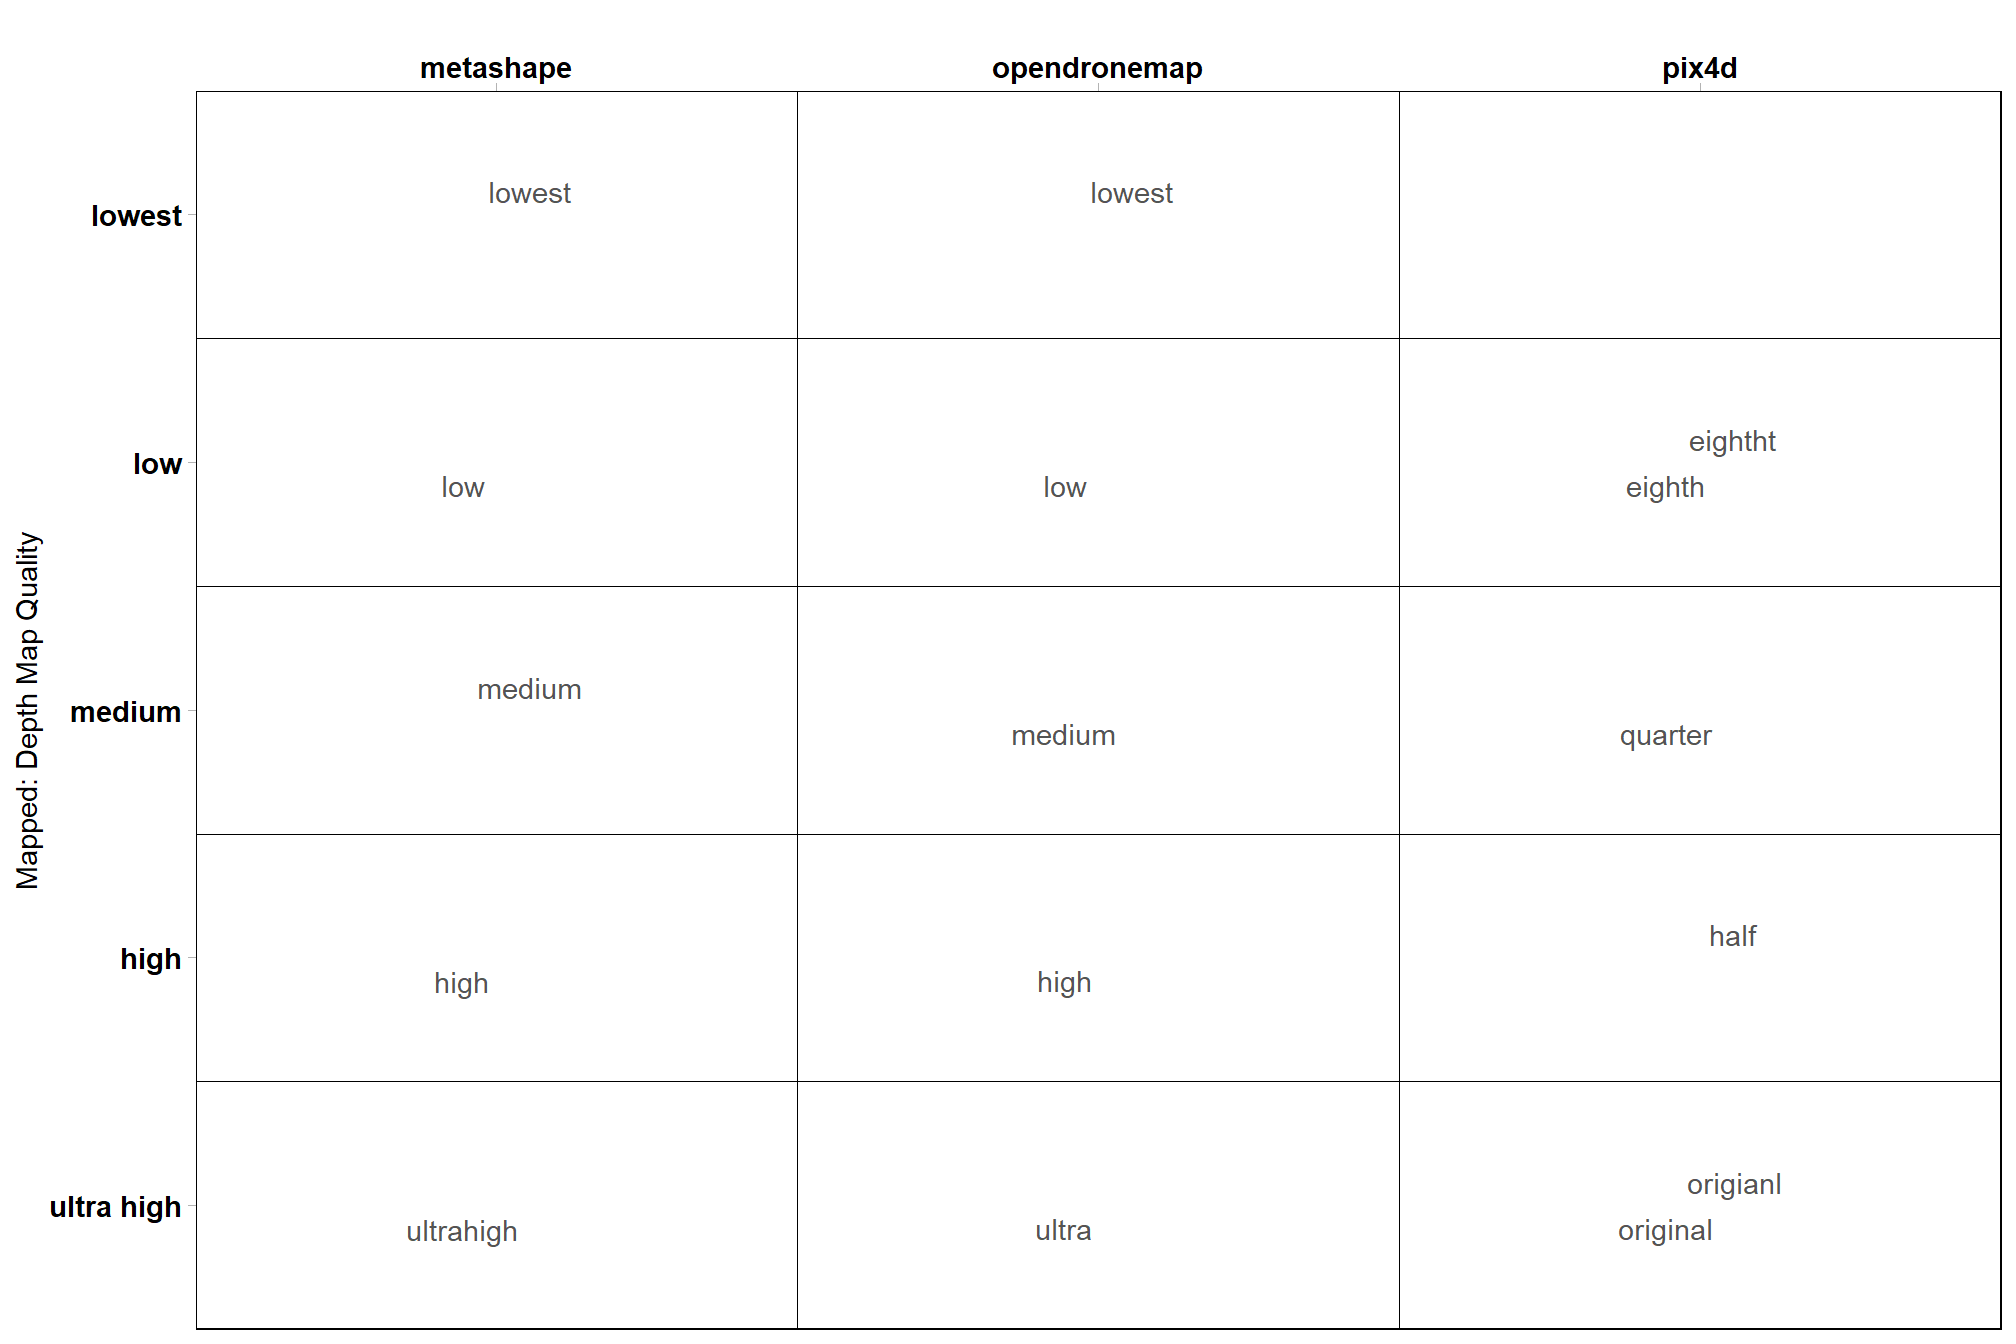 metashape opendronemap pix4d
lowest lowest lowest
low eightht
low low eighth
Mapped: Depth Map Quality
medium medium
medium quarter
high half
high high
ultra high origianl
ultrahigh ultra original